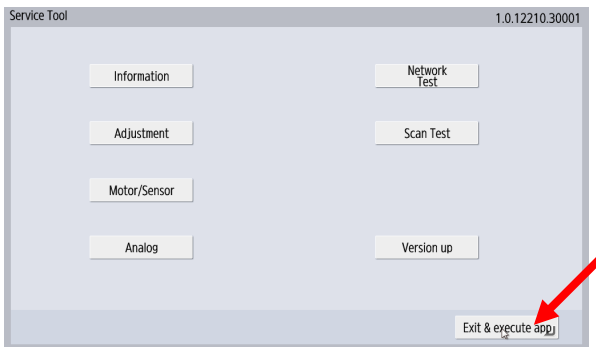 Service Tool 1.0.12210.30001
Information
Network
Test
Adjustment
Scan Test
Motor/Sensor
Analog
Version up
Exit & execute app